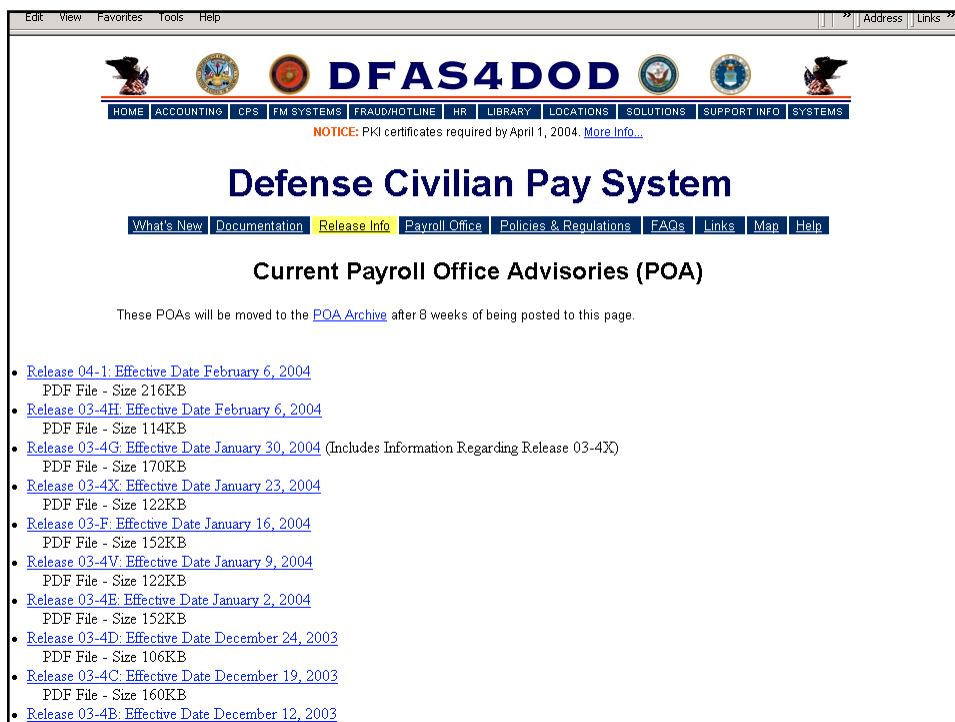 Edit View Favorites Tools Help » Address Links »
DFAS4DOD
HOME ACCOUNTING CPS FM SYSTEMS FRAUD/HOTLINE HR LIBRARY LOCATIONS SOLUTIONS SUPPORT INFO SYSTEMS
NOTICE: PKI certificates required by April 1, 2004. More Info...
Defense Civilian Pay System
What's New Documentation Release Info Payroll Office Policies & Regulations FAQs Links Map Help
Current Payroll Office Advisories (POA)
These POAs will be moved to the POA Archive after 8 weeks of being posted to this page.
• Release 04-1: Effective Date February 6, 2004
PDF File - Size 216KB
• Release 03-4H: Effective Date February 6, 2004
PDF File - Size 114KB
• Release 03-4G: Effective Date January 30, 2004 (Includes Information Regarding Release 03-4X)
PDF File - Size 170KB
• Release 03-4X: Effective Date January 23, 2004
PDF File - Size 122KB
• Release 03-F: Effective Date January 16, 2004
PDF File - Size 152KB
• Release 03-4V: Effective Date January 9, 2004
PDF File - Size 122KB
• Release 03-4E: Effective Date January 2, 2004
PDF File - Size 152KB
• Release 03-4D: Effective Date December 24, 2003
PDF File - Size 106KB
• Release 03-4C: Effective Date December 19, 2003
PDF File - Size 160KB
• Release 03-4B: Effective Date December 12, 2003